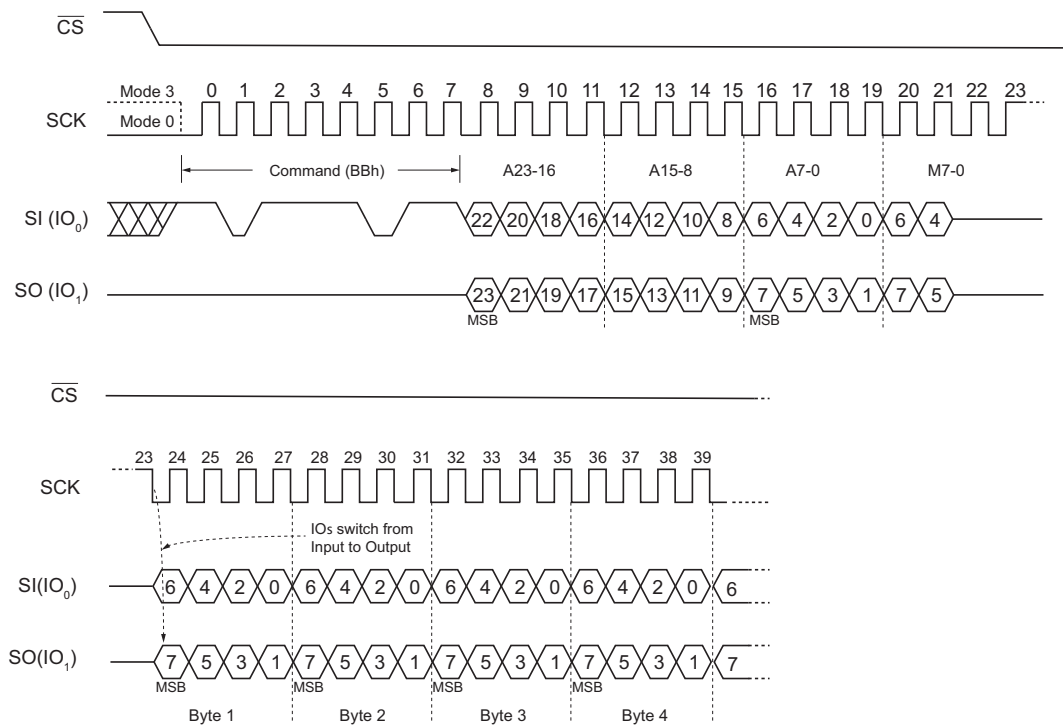 CS
Mode 3 0 1 2 3 4 5 6 7 8 9 10 11 12 13 14 15 16 17 18 19 20 21 22 23
SCK Mode 0
Command (BBh) A23-16 A15-8 A7-0 M7-0
SI (IO0) 22 20 18 16 14 12 10 8 6 4 2 0 6 4
SO (IO1) 23 21 19 17 15 13 11 9 7 5 3 1 7 5
MSB MSB
CS
23 24 25 26 27 28 29 30 31 32 33 34 35 36 37 38 39
SCK
IOs switch from
Input to Output
SI(IO0) 6 4 2 0 6 4 2 0 6 4 2 0 6 4 2 0 6
SO(IO1) 7 5 3 1 7 5 3 1 7 5 3 1 7 5 3 1 7
MSB MSB MSB MSB
Byte 1 Byte 2 Byte 3 Byte 4